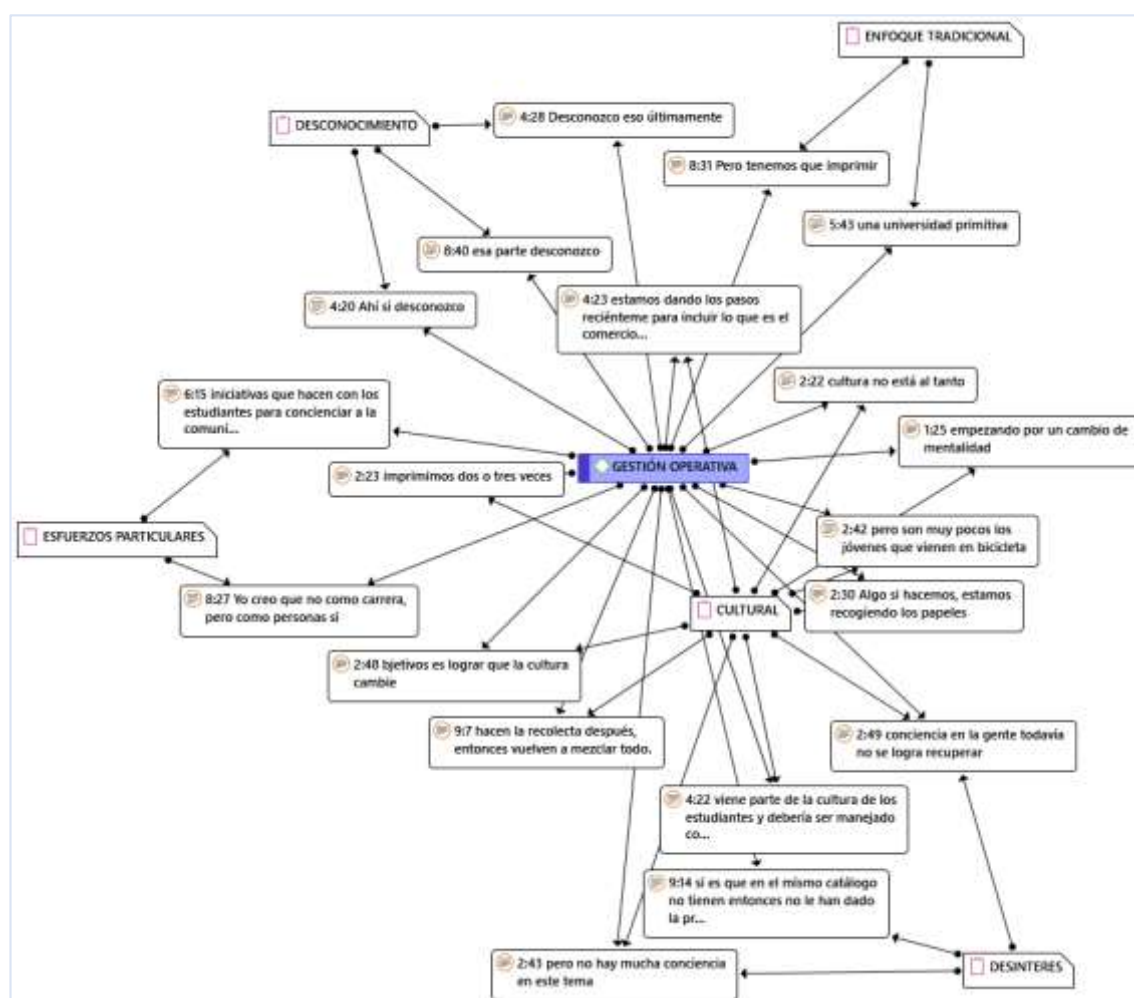 ENFOQUE TRADICIONAL
DESCONOCIMIENTO
4:28 Desconozco eso últimamente
8:31 Pero tenemos que imprimir
5:43 una universidad primitiva
8:40 esa parte desconozco
4:20 Ahí si desconozco
4:23 estamos dando los pasos
reciénteme para incluir lo que es el
comercio...
2:22 cultura no está al tanto
6:15 iniciativas que hacen con los
estudiantes para concienciar a la
comuni...
1:25 empezando por un cambio de
mentalidad
GESTIÓN OPERATIVA
2:23 imprimimos dos o tres veces
ESFUERZOS PARTICULARES
2:42 pero son muy pocos los
jóvenes que vienen en bicicleta
8:27 Yo creo que no como carrera,
pero como personas sí
CULTURAL
2:30 Algo si hacemos, estamos
recogiendo los papeles
2:48 bjetivos es lograr que la cultura
cambie
9:7 hacen la recolecta después,
entonces vuelven a mezclar todo.
2:49 conciencia en la gente todavía
no se logra recuperar
4:22 viene parte de la cultura de los
estudiantes y debería ser manejado
co...
9:14 si es que en el mismo catálogo
no tienen entonces no le han dado
la pr...
2:43 pero no hay mucha conciencia
en este tema
DESINTERES